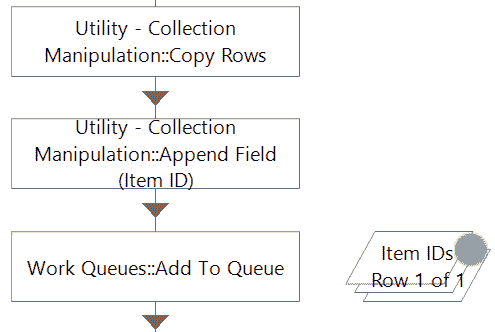 Utility - Collection
Manipulation::Copy Rows
Utility - Collection
Manipulation::Append Field
(Item ID)
Work Queues::Add To Queue
Item IDs
Row 1 of 1